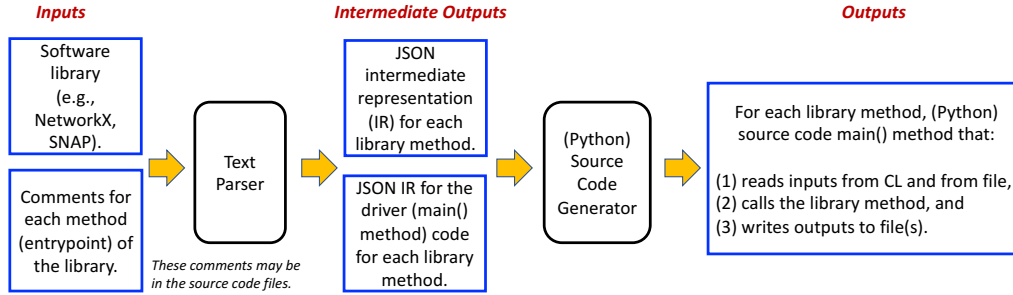 Inputs
Intermediate Outputs
Outputs
Software
library
(e.g.,
NetworkX,
SNAP).
Comments for
each method
(entrypoint) of
the library.
Text
Parser
These comments may be
in the source code files.
JSON
intermediate
representation
(IR) for each
library method.
JSON IR for the
driver (main()
method) code
for each library
method.
(Python)
Source
Code
Generator
For each library method, (Python)
source code main() method that:
(1) reads inputs from CL and from file,
(2) calls the library method, and
(3) writes outputs to file(s).